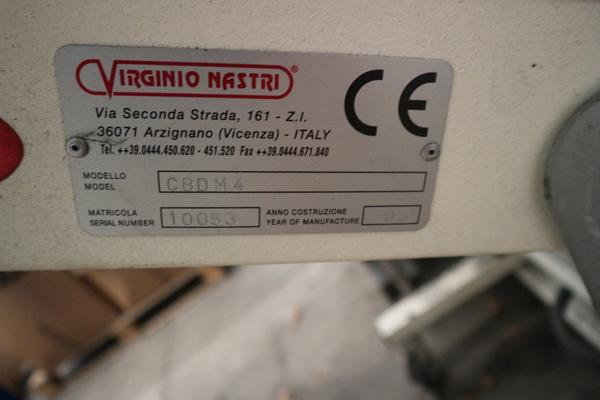 VIRGINIO NASTRI®
CE
Via Seconda Strada, 161 - Z.I.
36071 Arzignano (Vicenza) - ITALY
Tel. ++39.0444.450.620 - 451.520 Fax ++39.0444.671.840
MODELLO
MODEL
CBDM4
MATRICOLA
SERIAL NUMBER
10053
ANNO COSTRUZIONE
YEAR OF MANUFACTURE